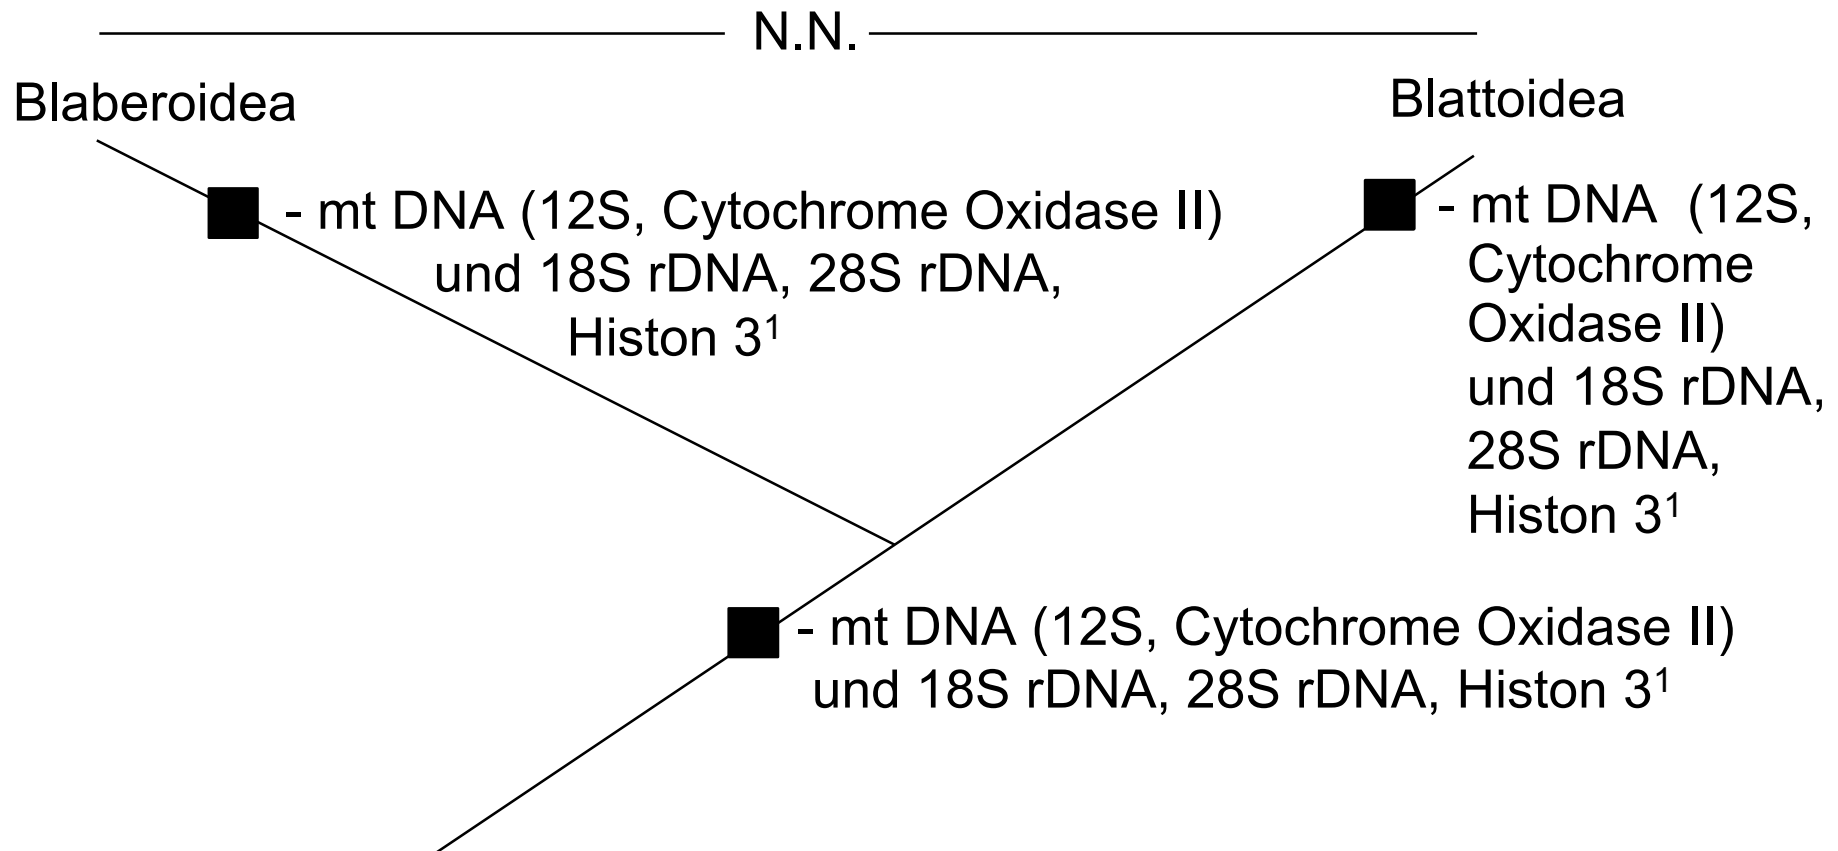 N.N.
Blaberoidea
Blattoidea
- mt DNA (12S, Cytochrome Oxidase II)
und 18S rDNA, 28S rDNA,
Histon 3¹
- mt DNA (12S,
Cytochrome
Oxidase II)
und 18S rDNA,
28S rDNA,
Histon 3¹
- mt DNA (12S, Cytochrome Oxidase II)
und 18S rDNA, 28S rDNA, Histon 3¹